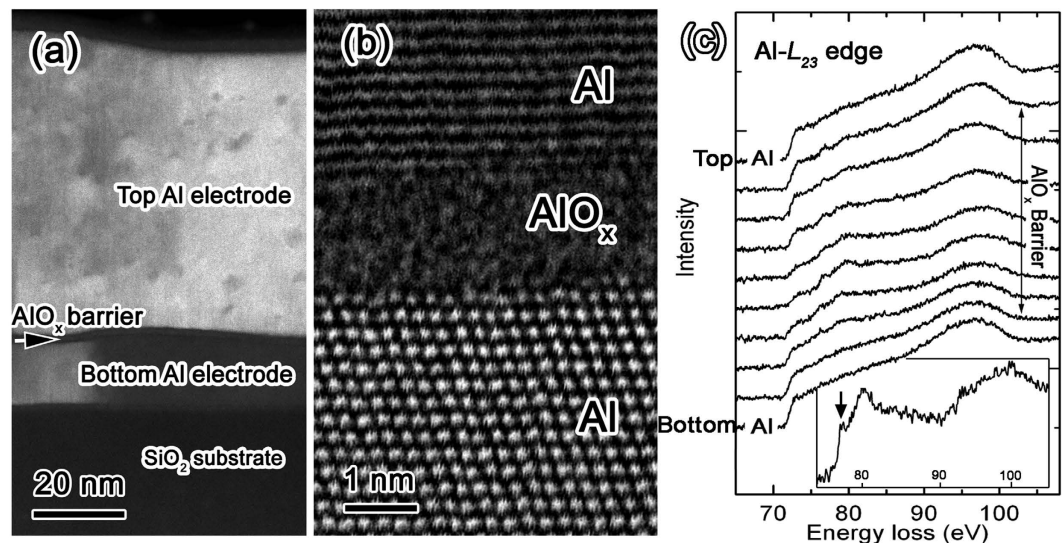 (a)
Top Al electrode
AlOₓ barrier
Bottom Al electrode
SiO₂ substrate
20 nm
(b)
Al
AlOₓ
Al
1 nm
(c)
Al-L₂₃ edge
Top Al
Intensity
AlOₓ Barrier
Bottom Al
80 90 100
70 80 90 100
Energy loss (eV)